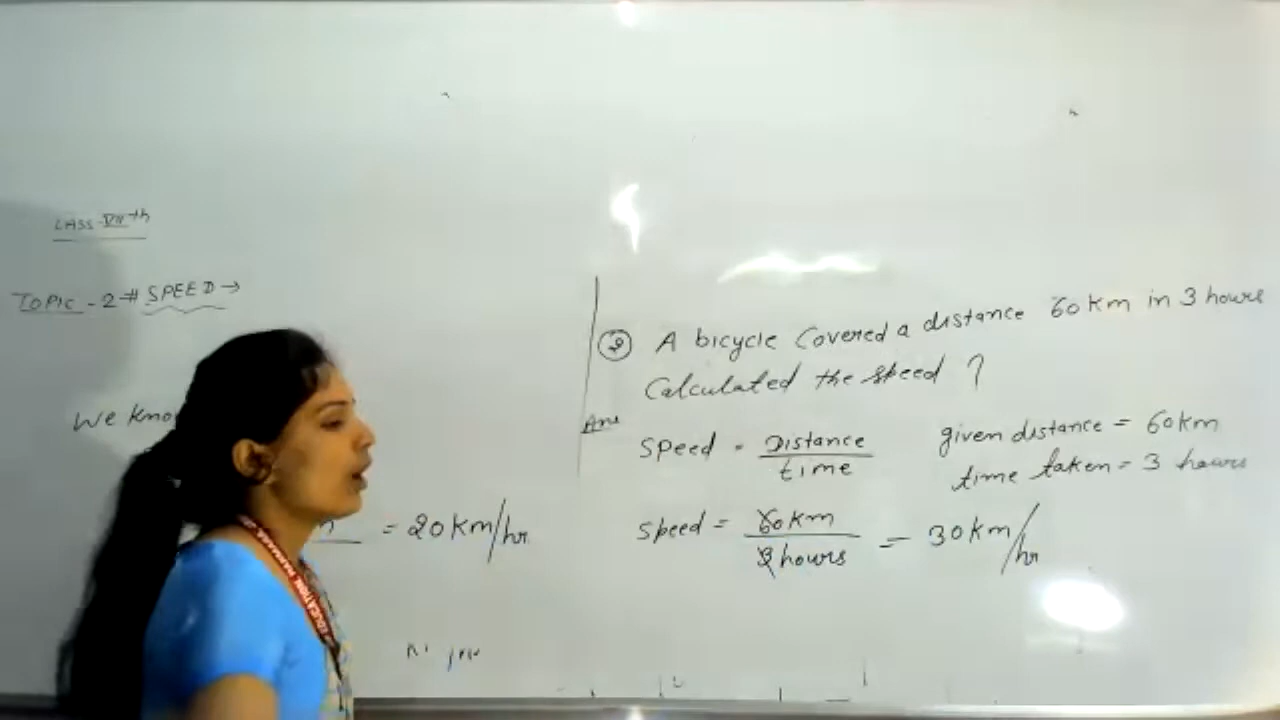 LASS-VIIth
TOPIC-2 # SPEED →
We kno
= 20 km/hr
② A bicycle Covered a distance 60 km in 3 hours
Calculated the speed ?
Ans
Speed = Distance
time
given distance = 60 km
time taken = 3 hours
Speed = 60 km
3 hours
= 30 km/hr